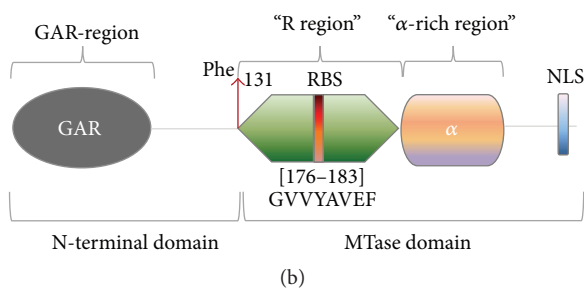 GAR-region
“R region”
“α-rich region”
Phe
131
RBS
NLS
GAR
α
[176–183]
GVVYAVEF
N-terminal domain
MTase domain
(b)